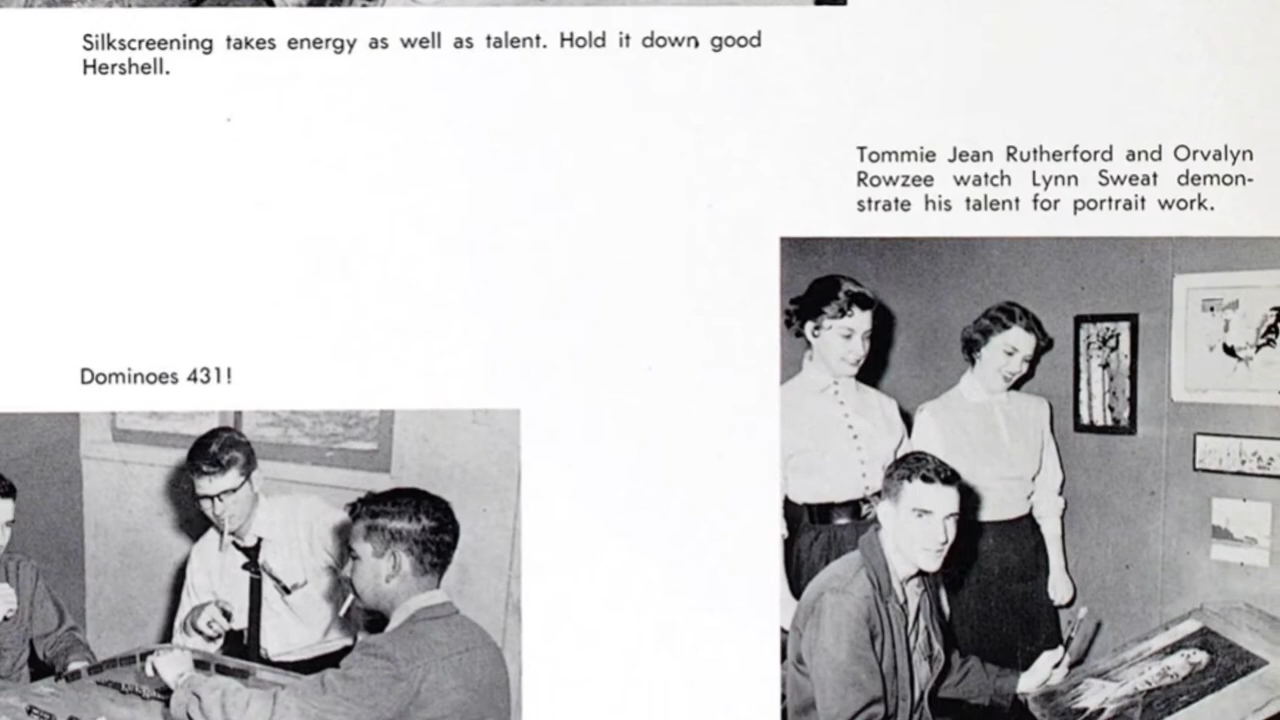 Silkscreening takes energy as well as talent. Hold it down good
Hershell.
Tommie Jean Rutherford and Orvalyn
Rowzee watch Lynn Sweat demon-
strate his talent for portrait work.
Dominoes 431!